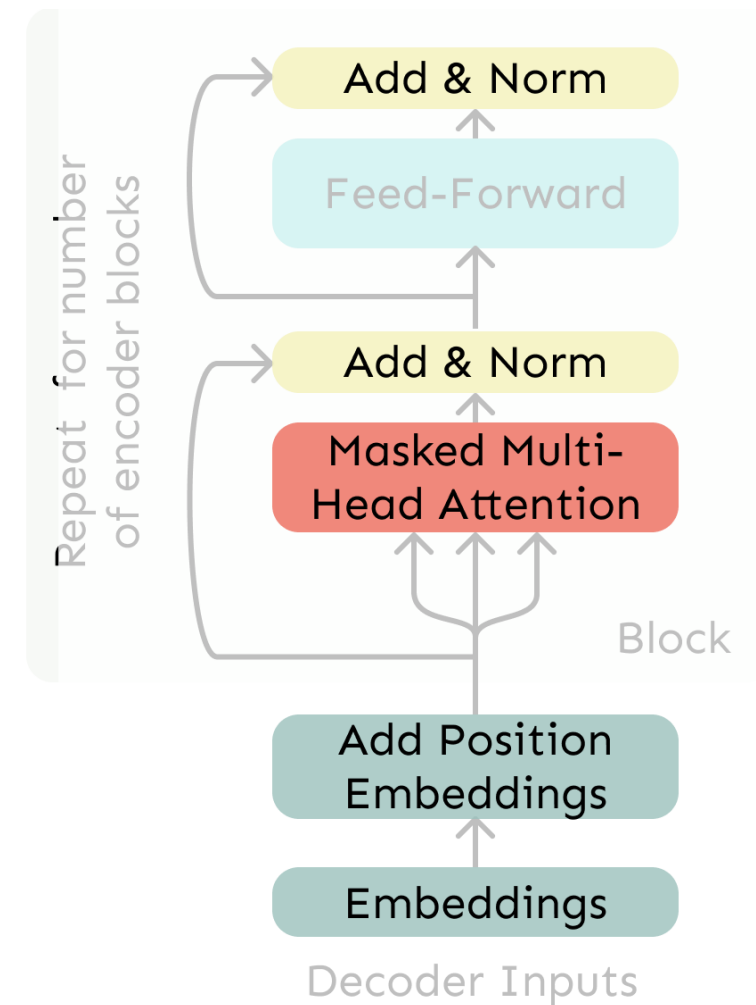 Add & Norm
Feed-Forward
Add & Norm
Masked Multi-
Head Attention
Repeat for number
of encoder blocks
Block
Add Position
Embeddings
Embeddings
Decoder Inputs